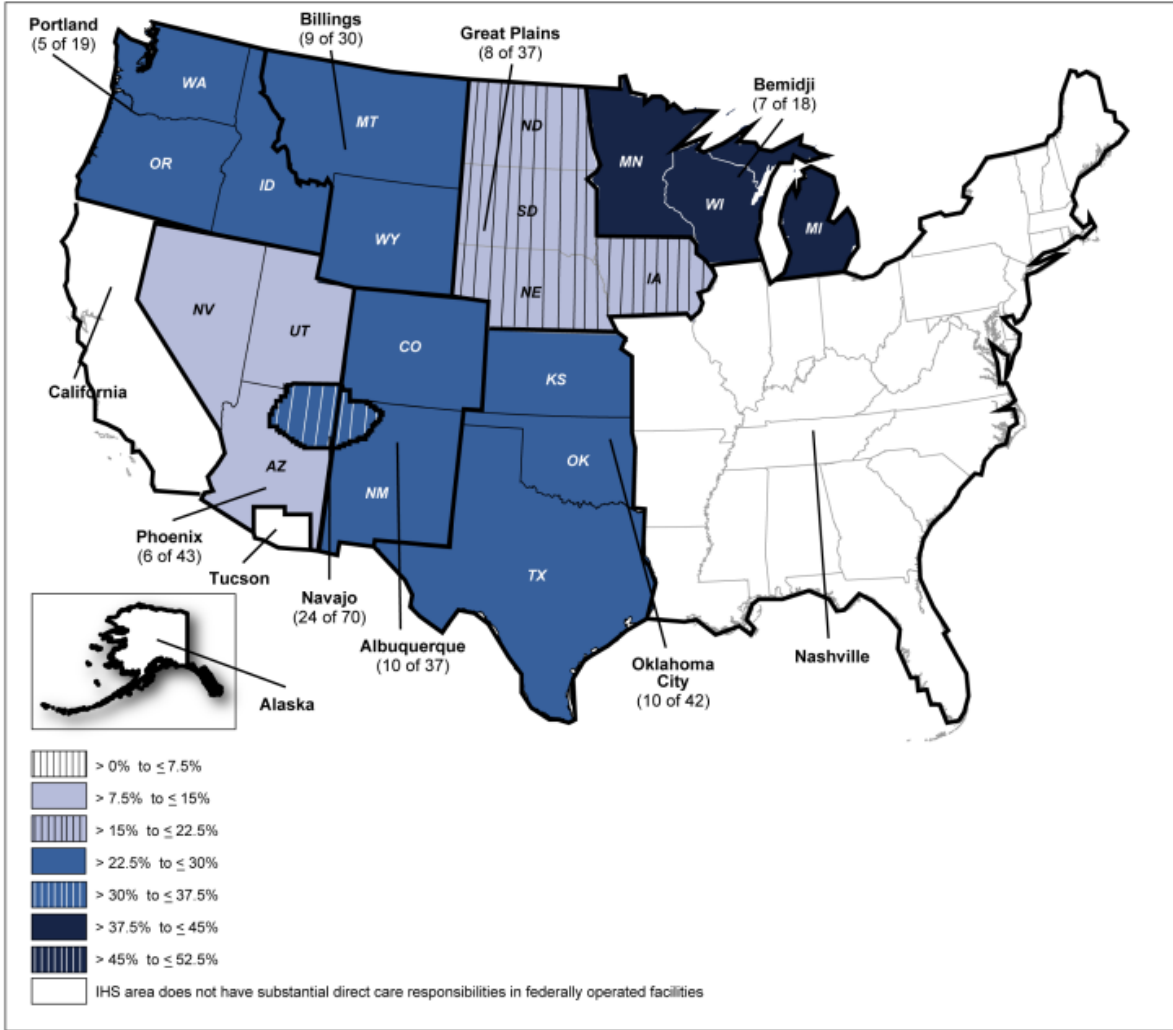 Portland
(5 of 19)
Billings
(9 of 30)
Great Plains
(8 of 37)
Bemidji
(7 of 18)
WA
MT
ND
MN
OR
ID
SD
WI
MI
WY
NE
IA
NV
UT
CO
KS
California
AZ
NM
OK
TX
Phoenix
(6 of 43)
Tucson
Navajo
(24 of 70)
Albuquerque
(10 of 37)
Oklahoma
City
(10 of 42)
Nashville
Alaska
> 0% to ≤ 7.5%
> 7.5% to ≤ 15%
> 15% to ≤ 22.5%
> 22.5% to ≤ 30%
> 30% to ≤ 37.5%
> 37.5% to ≤ 45%
> 45% to ≤ 52.5%
IHS area does not have substantial direct care responsibilities in federally operated facilities